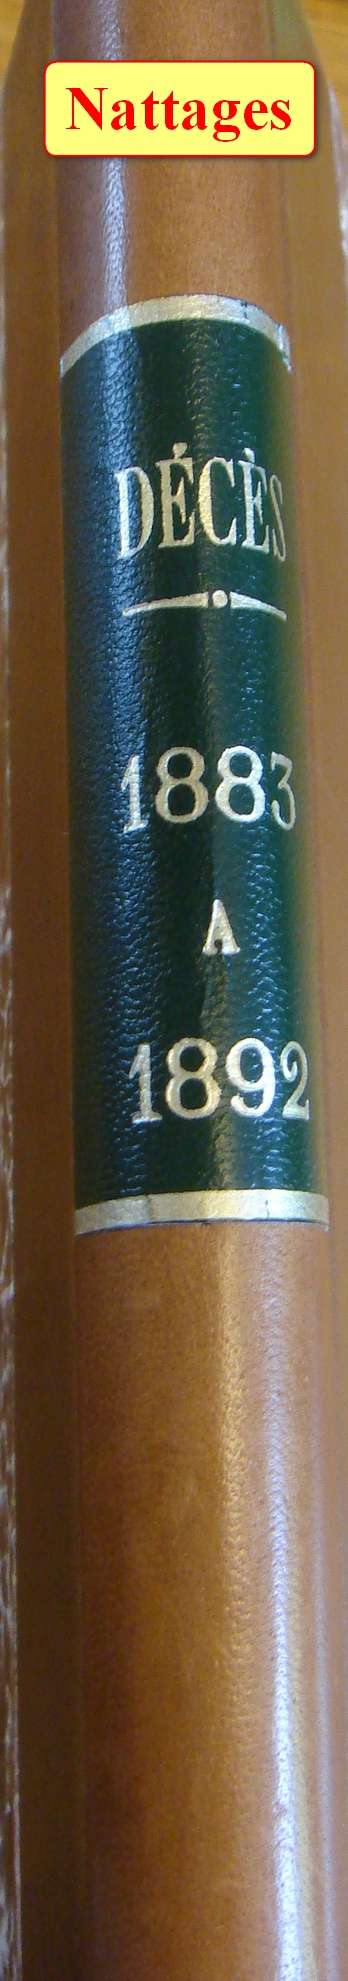 Nattages
DÉCÈS
1883
A
1892